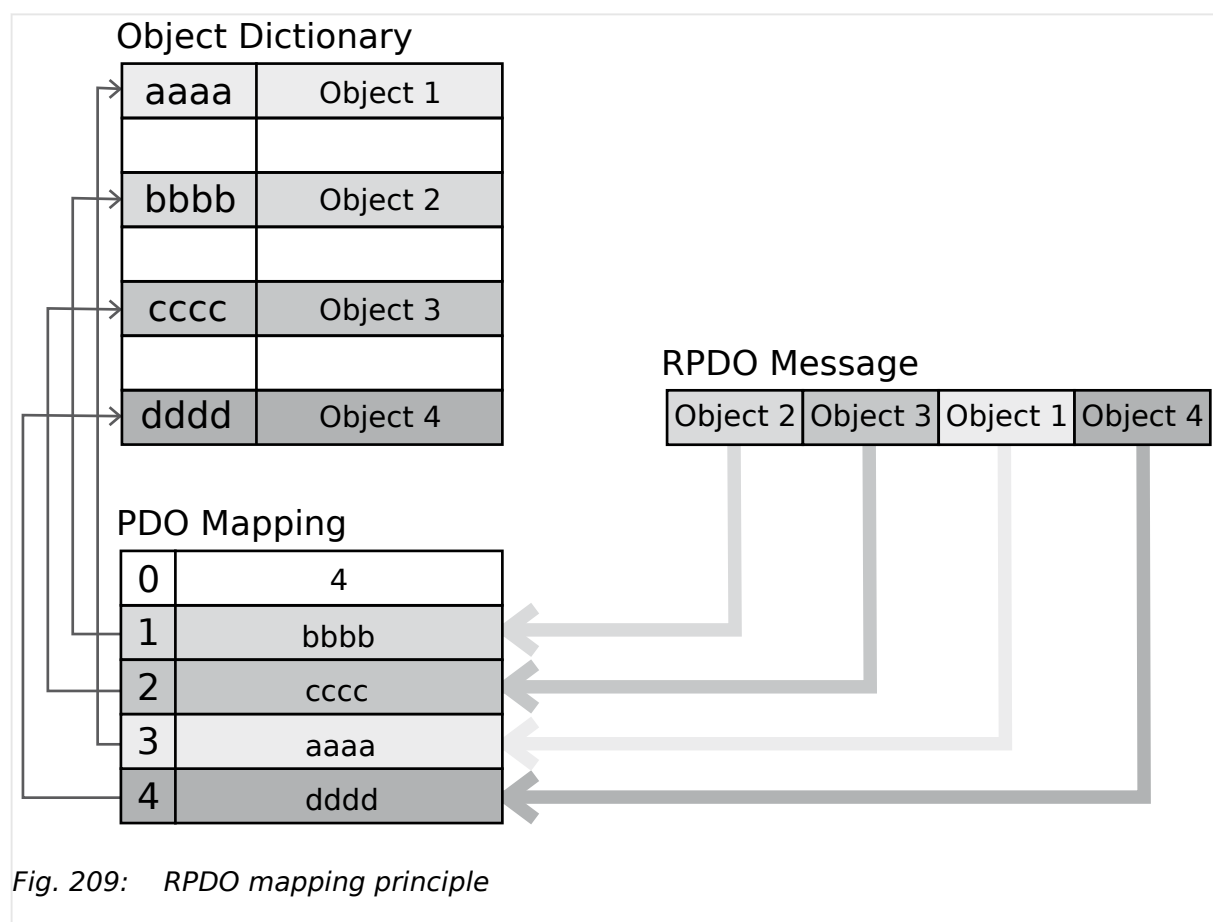 Object Dictionary
aaaa Object 1
bbbb Object 2
cccc Object 3
dddd Object 4
RPDO Message
Object 2 Object 3 Object 1 Object 4
PDO Mapping
0 4
1 bbbb
2 cccc
3 aaaa
4 dddd
Fig. 209: RPDO mapping principle